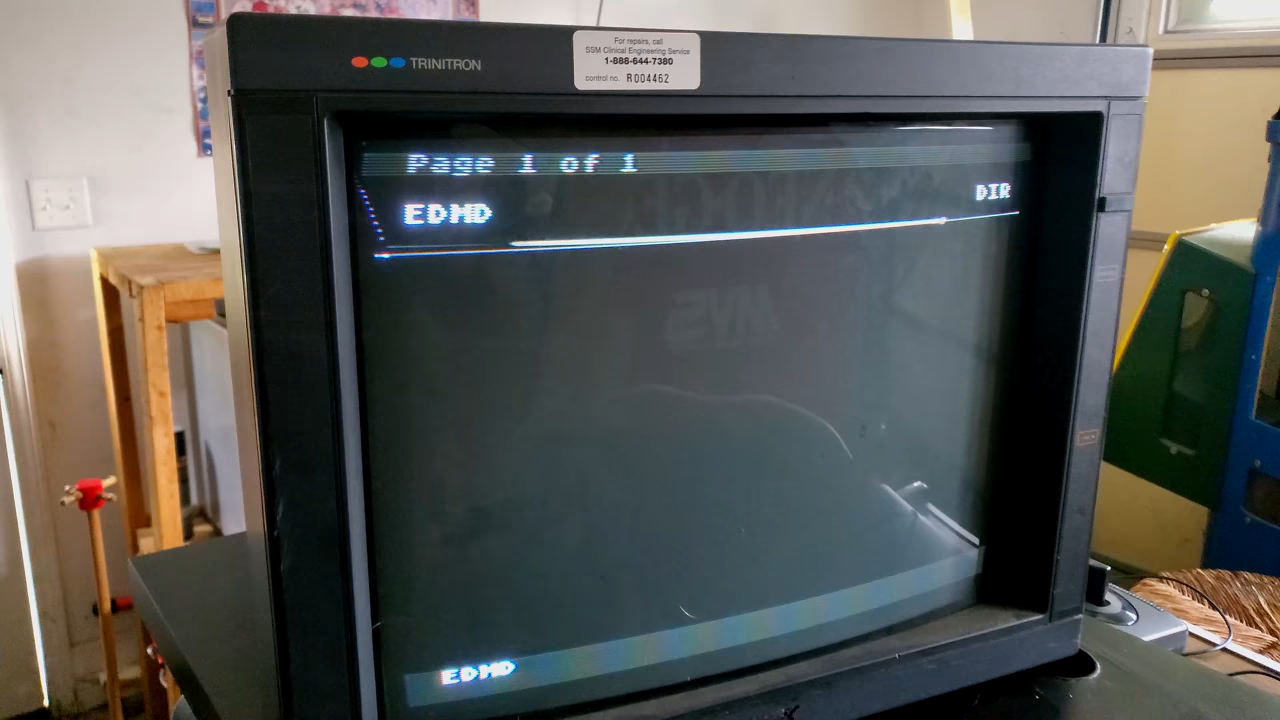 TRINITRON
For repairs, call
SSM Clinical Engineering Service
1-888-644-7380
control no. R004462
Page 1 of 1
DIR
EDMD
EDMD